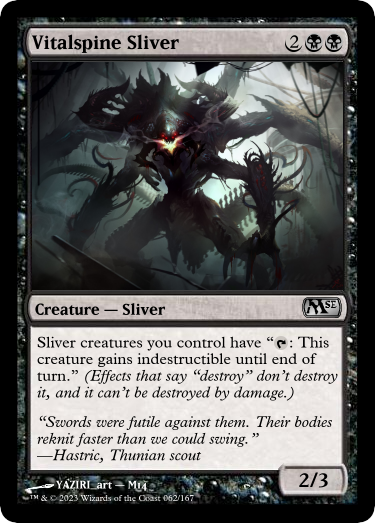 Vitalspine Sliver 2
Creature — Sliver MSE
Sliver creatures you control have “: This
creature gains indestructible until end of
turn.” (Effects that say “destroy” don’t destroy
it, and it can’t be destroyed by damage.)
“Swords were futile against them. Their bodies
reknit faster than we could swing.”
—Hastric, Thunian scout
2/3
YAZIRI_art — M14
™ & © 2023 Wizards of the Coast 062/167